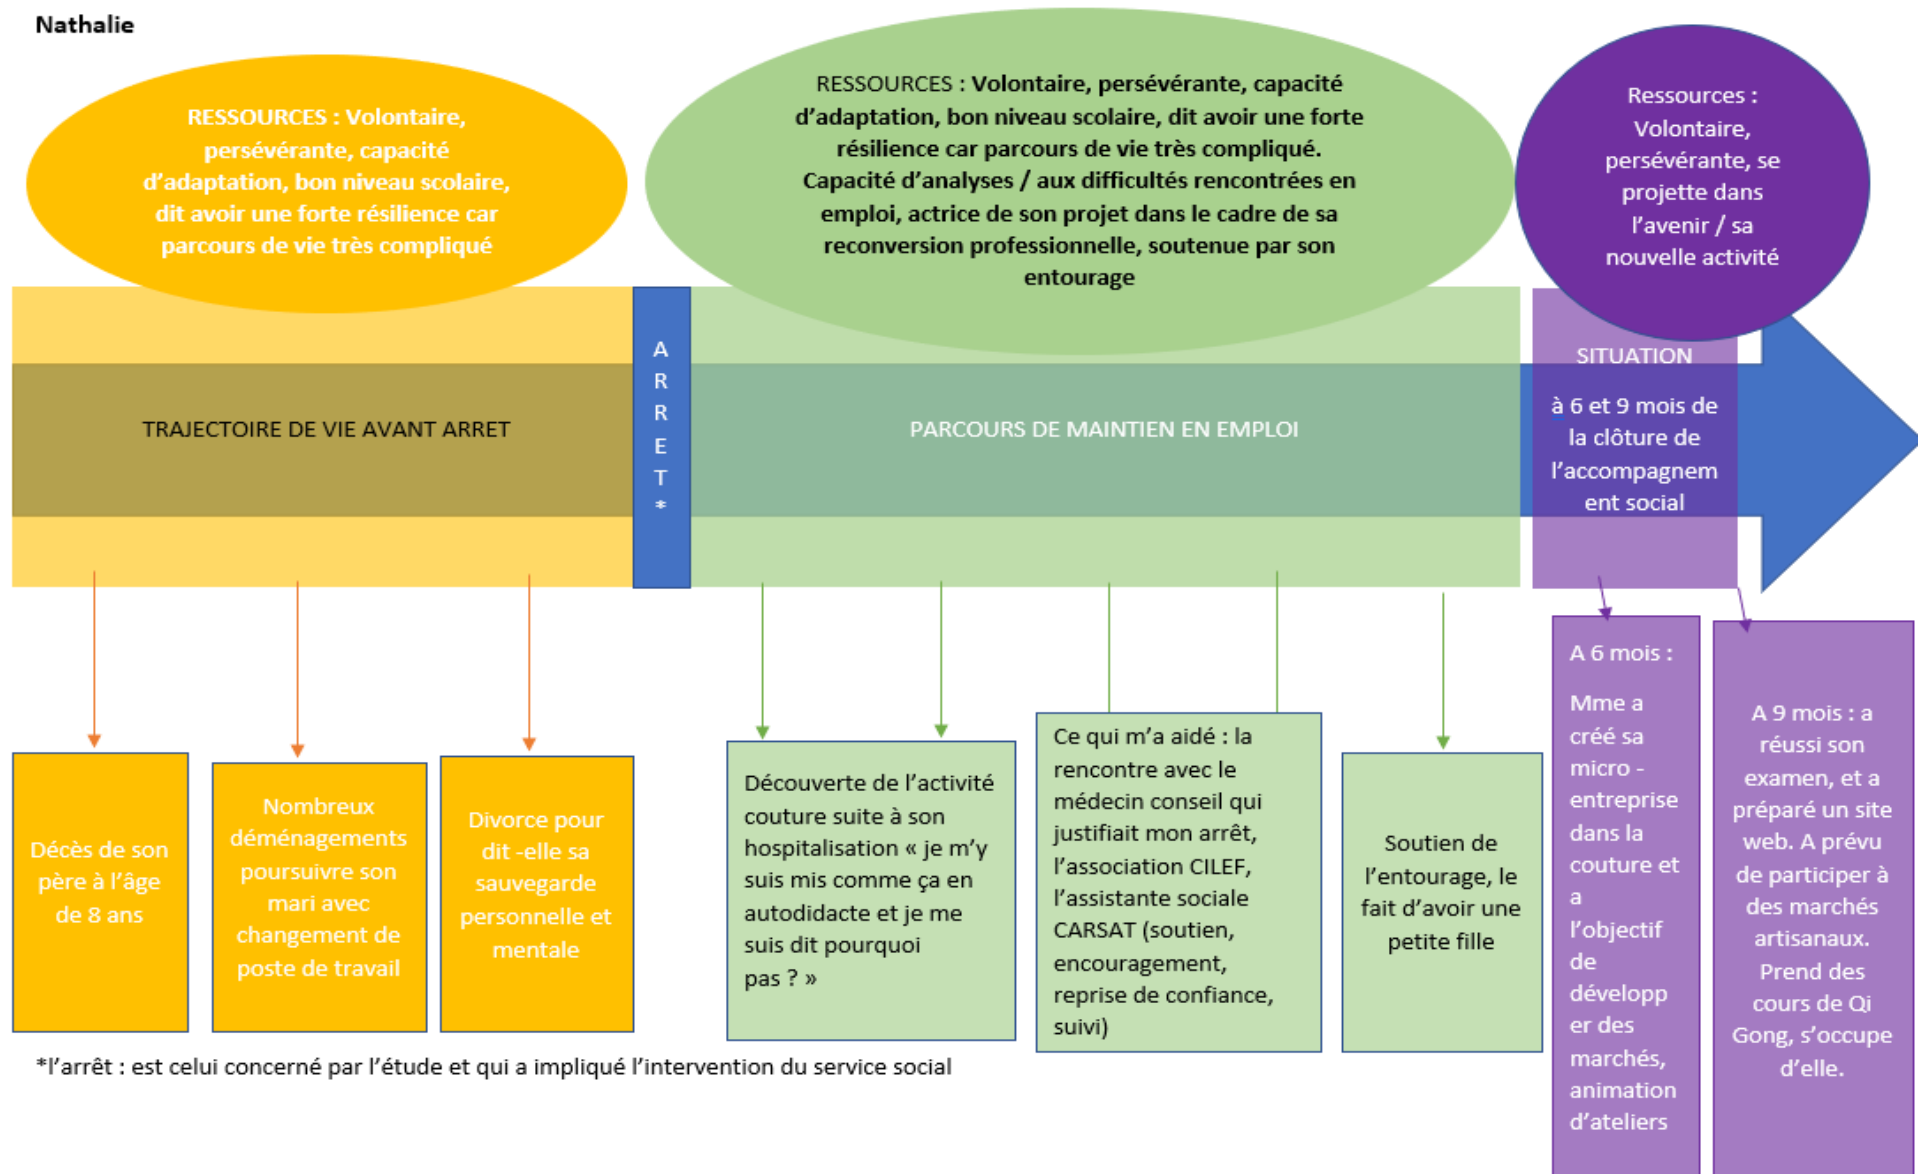 Nathalie
RESSOURCES : Volontaire,
persévérante, capacité
d’adaptation, bon niveau scolaire,
dit avoir une forte résilience car
parcours de vie très compliqué
RESSOURCES : Volontaire, persévérante, capacité
d’adaptation, bon niveau scolaire, dit avoir une forte
résilience car parcours de vie très compliqué.
Capacité d’analyses / aux difficultés rencontrées en
emploi, actrice de son projet dans le cadre de sa
reconversion professionnelle, soutenue par son
entourage
Ressources :
Volontaire,
persévérante, se
projette dans
l’avenir / sa
nouvelle activité
TRAJECTOIRE DE VIE AVANT ARRET
A
R
R
E
T
*
PARCOURS DE MAINTIEN EN EMPLOI
SITUATION
à 6 et 9 mois de
la clôture de
l’accompagnem
ent social
Décès de son
père à l’âge
de 8 ans
Nombreux
déménagements
poursuivre son
mari avec
changement de
poste de travail
Divorce pour
dit -elle sa
sauvegarde
personnelle et
mentale
Découverte de l’activité
couture suite à son
hospitalisation « je m’y
suis mis comme ça en
autodidacte et je me
suis dit pourquoi
pas ? »
Ce qui m’a aidé : la
rencontre avec le
médecin conseil qui
justifiait mon arrêt,
l’association CILEF,
l’assistante sociale
CARSAT (soutien,
encouragement,
reprise de confiance,
suivi)
Soutien de
l’entourage, le
fait d’avoir une
petite fille
A 6 mois :
Mme a
créé sa
micro -
entreprise
dans la
couture et
a
l’objectif
de
développ
er des
marchés,
animation
d’ateliers
A 9 mois : a
réussi son
examen, et a
préparé un site
web. A prévu
de participer à
des marchés
artisanaux.
Prend des
cours de Qi
Gong, s’occupe
d’elle.
*l’arrêt : est celui concerné par l’étude et qui a impliqué l’intervention du service social